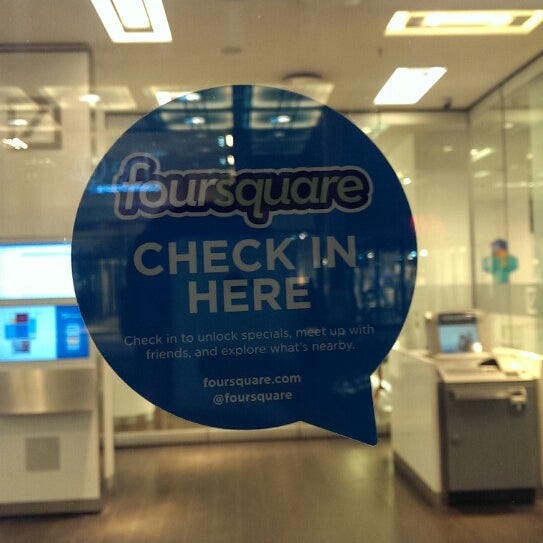 foursquare
CHECK IN
HERE
Check in to unlock specials, meet up with
friends, and explore what's nearby.
foursquare.com
@foursquare